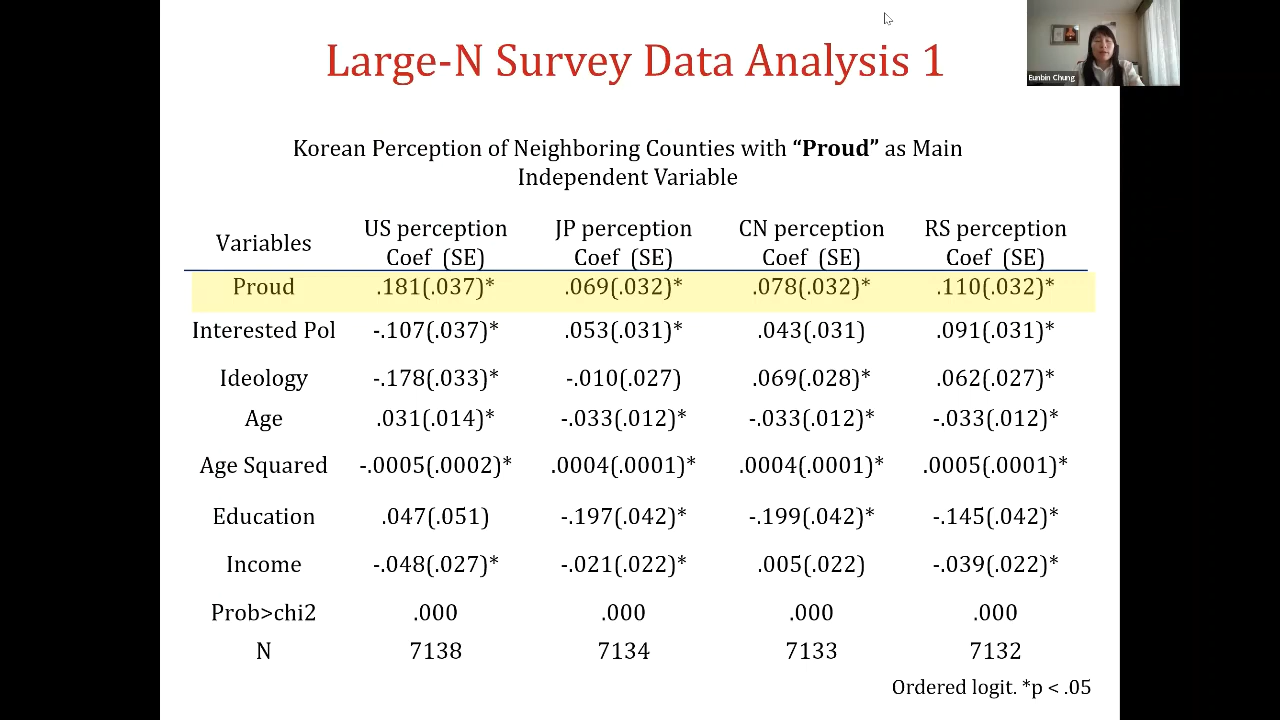 Large-N Survey Data Analysis 1
Eunbin Chung
Korean Perception of Neighboring Counties with “Proud” as Main
Independent Variable
Variables US perception JP perception CN perception RS perception
Coef (SE) Coef (SE) Coef (SE) Coef (SE)
Proud .181(.037)* .069(.032)* .078(.032)* .110(.032)*
Interested Pol -.107(.037)* .053(.031)* .043(.031) .091(.031)*
Ideology -.178(.033)* -.010(.027) .069(.028)* .062(.027)*
Age .031(.014)* -.033(.012)* -.033(.012)* -.033(.012)*
Age Squared -.0005(.0002)* .0004(.0001)* .0004(.0001)* .0005(.0001)*
Education .047(.051) -.197(.042)* -.199(.042)* -.145(.042)*
Income -.048(.027)* -.021(.022)* .005(.022) -.039(.022)*
Prob>chi2 .000 .000 .000 .000
N 7138 7134 7133 7132
Ordered logit. *p < .05